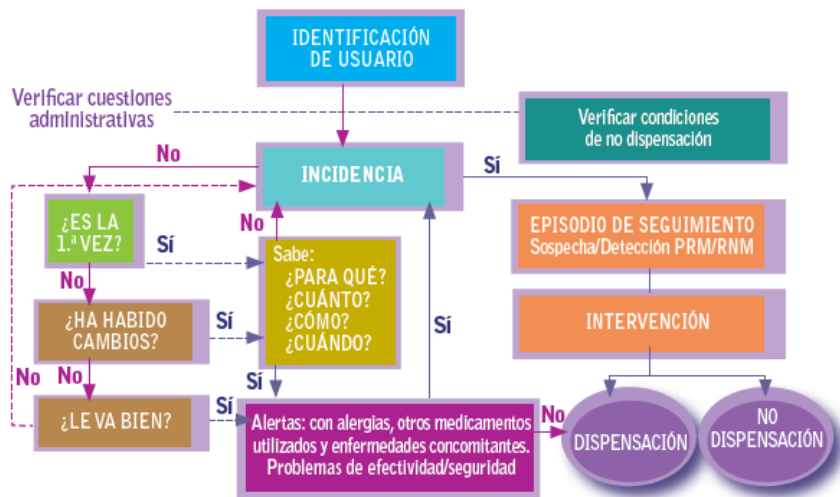 IDENTIFICACIÓN
DE USUARIO
Verificar cuestiones
administrativas
Verificar condiciones
de no dispensación
No
INCIDENCIA
Sí
¿ES LA
1.ª VEZ?
Sí
No
No
Sabe:
¿PARA QUÉ?
¿CUÁNTO?
¿CÓMO?
¿CUÁNDO?
EPISODIO DE SEGUIMIENTO
Sospecha/Detección PRM/RNM
¿HA HABIDO
CAMBIOS?
Sí
Sí
INTERVENCIÓN
No
No
Sí
¿LE VA BIEN?
Sí
Alertas: con alergias, otros medicamentos
utilizados y enfermedades concomitantes.
Problemas de efectividad/seguridad
No
DISPENSACIÓN
NO
DISPENSACIÓN